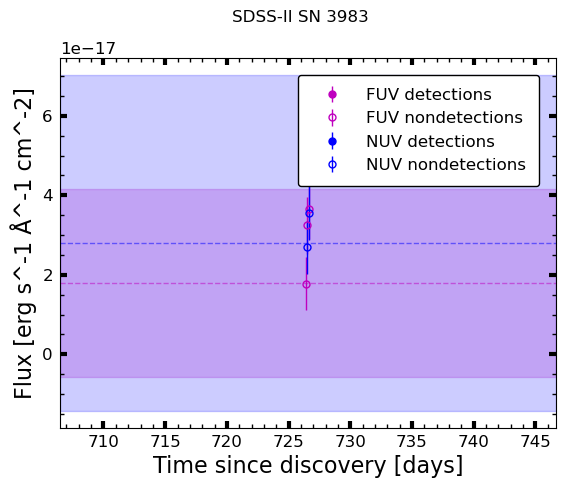 SDSS-II SN 3983
1e−17
FUV detections
FUV nondetections
NUV detections
NUV nondetections
6
4
2
0
Flux [erg s^-1 Å^-1 cm^-2]
710 715 720 725 730 735 740 745
Time since discovery [days]